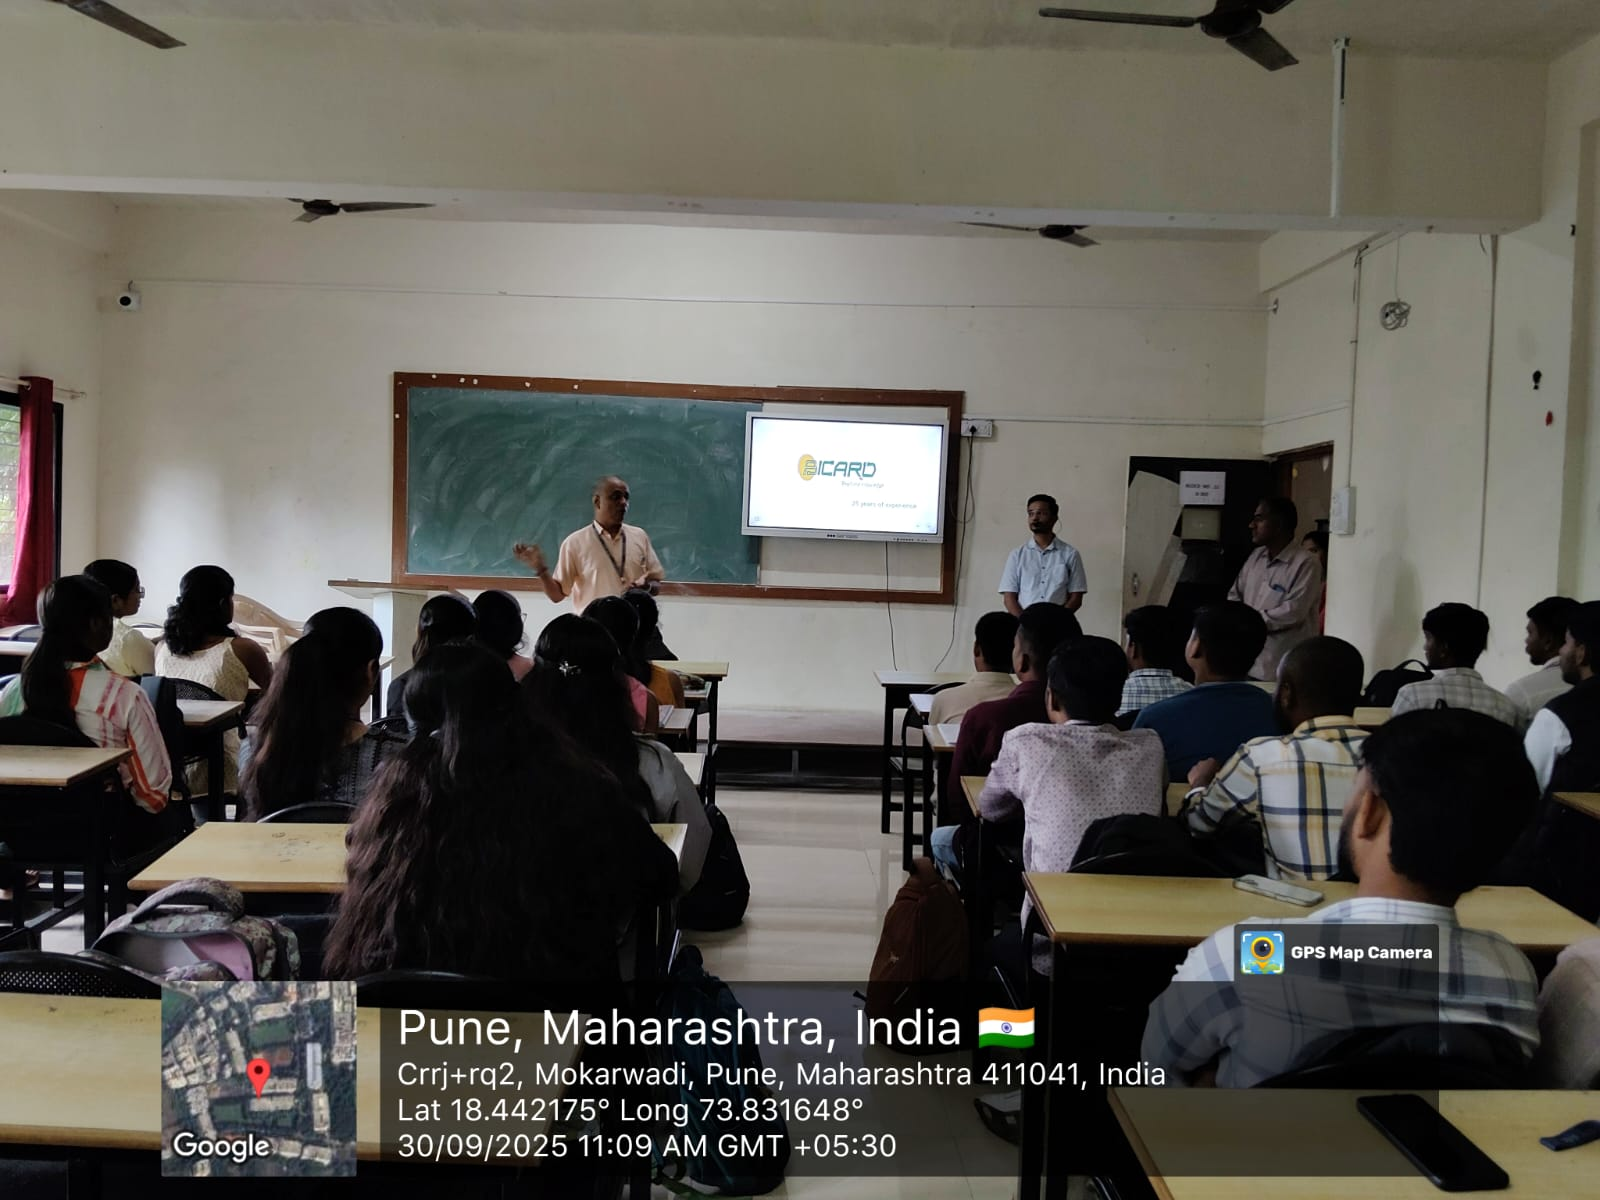 BICARD
25 years of experience
GPS Map Camera
Pune, Maharashtra, India
Crrj+rq2, Mokarwadi, Pune, Maharashtra 411041, India
Lat 18.442175° Long 73.831648°
30/09/2025 11:09 AM GMT +05:30
Google